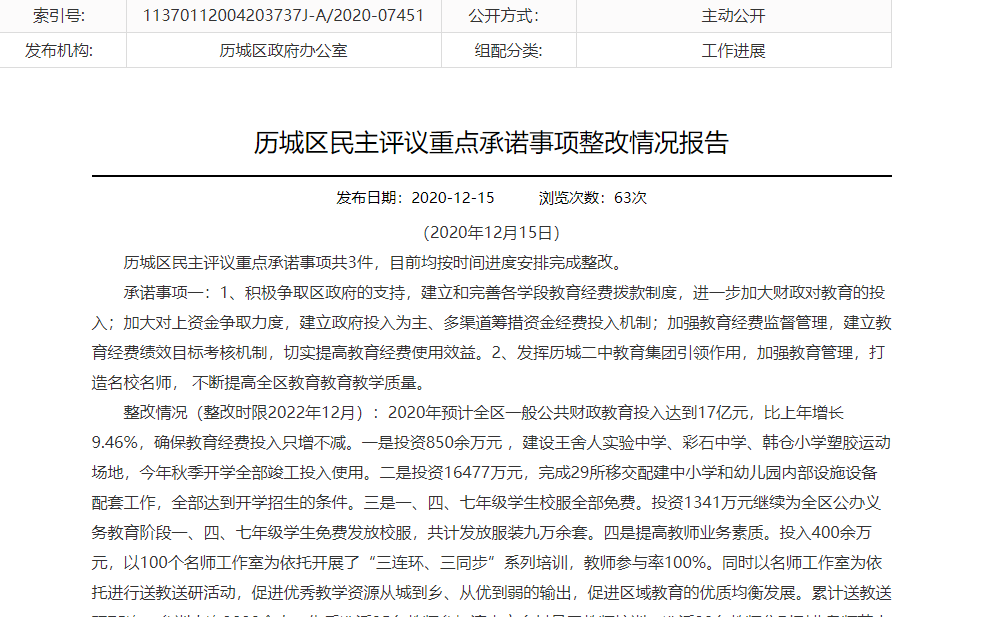 索引号: 11370112004203737J-A/2020-07451 公开方式: 主动公开
发布机构: 历城区政府办公室 组配分类: 工作进展
历城区民主评议重点承诺事项整改情况报告
发布日期：2020-12-15 浏览次数：63次
（2020年12月15日）
历城区民主评议重点承诺事项共3件，目前均按时间进度安排完成整改。
承诺事项一：1、积极争取区政府的支持，建立和完善各学段教育经费拨款制度，进一步加大财政对教育的投
入；加大对上资金争取力度，建立政府投入为主、多渠道筹措资金经费投入机制；加强教育经费监督管理，建立教
育经费绩效目标考核机制，切实提高教育经费使用效益。2、发挥历城二中教育集团引领作用，加强教育管理，打
造名校名师， 不断提高全区教育教育教学质量。
整改情况（整改时限2022年12月）：2020年预计全区一般公共财政教育投入达到17亿元，比上年增长
9.46%，确保教育经费投入只增不减。一是投资850余万元 ，建设王舍人实验中学、彩石中学、韩仓小学塑胶运动
场地，今年秋季开学全部竣工投入使用。二是投资16477万元，完成29所移交配建中小学和幼儿园内部设施设备
配套工作，全部达到开学招生的条件。三是一、四、七年级学生校服全部免费。投资1341万元继续为全区公办义
务教育阶段一、四、七年级学生免费发放校服，共计发放服装九万余套。四是提高教师业务素质。投入400余万
元，以100个名师工作室为依托开展了“三连环、三同步”系列培训，教师参与率100%。同时以名师工作室为依
托进行送教送研活动，促进优秀教学资源从城到乡、从优到弱的输出，促进区域教育的优质均衡发展。累计送教送